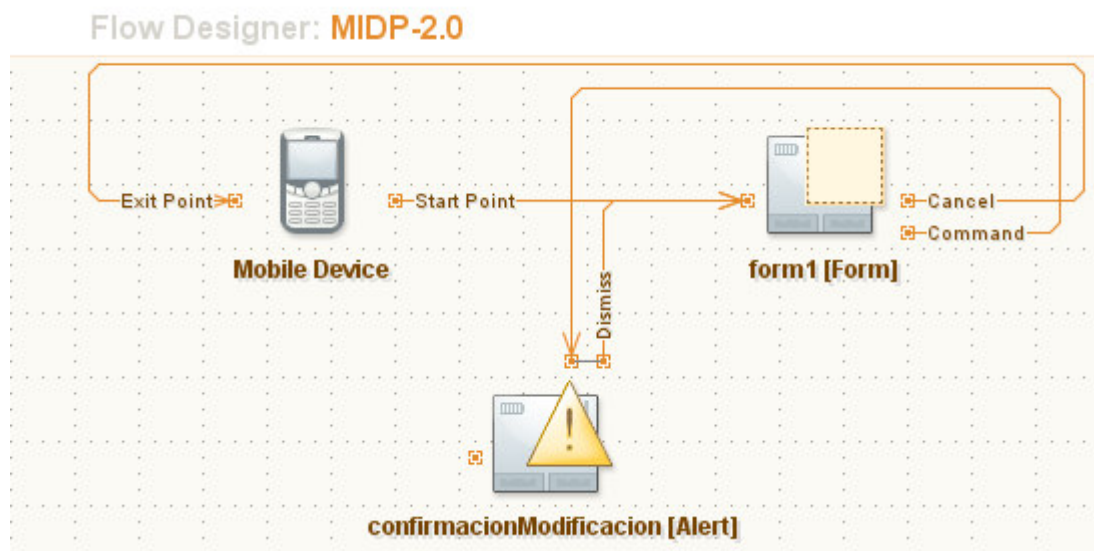 Flow Designer: MIDP-2.0
Exit Point
Start Point
Cancel
Command
Mobile Device
form1 [Form]
Dismiss
confirmacionModificacion [Alert]